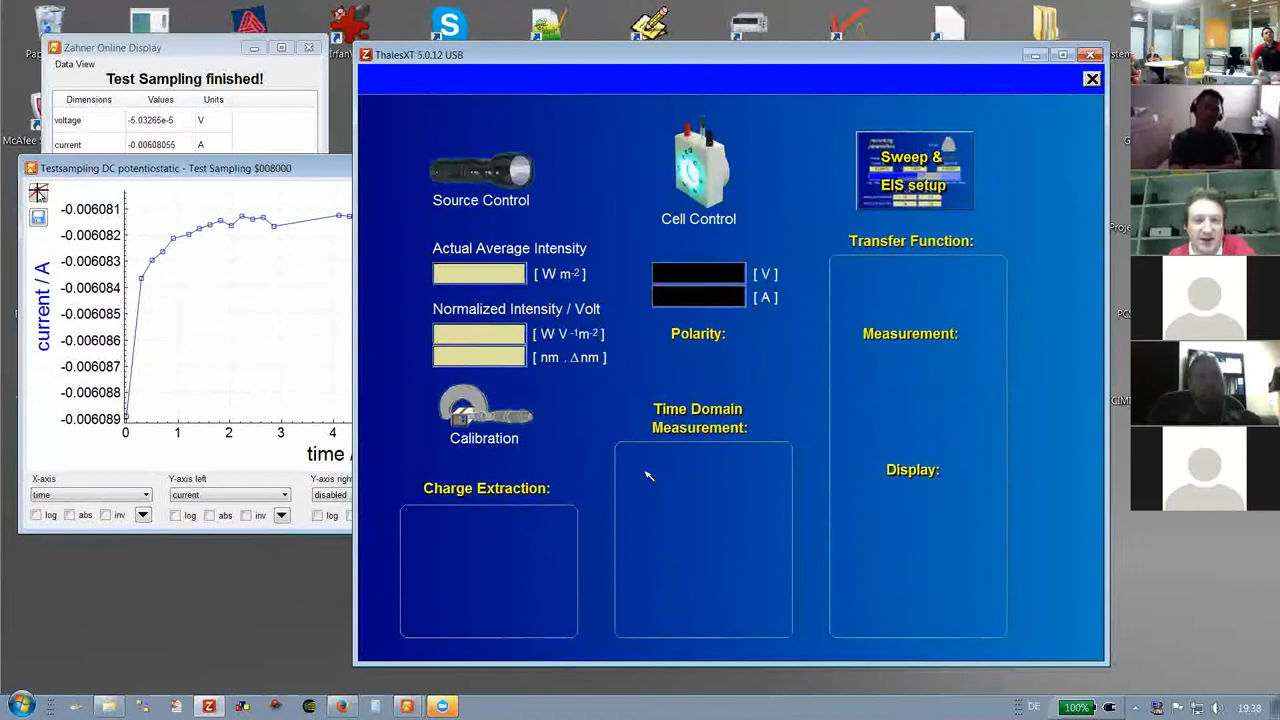 Zahner Online Display
Data View
Test Sampling finished!
Dimensions Values Units
voltage -5.03265e-5 V
current -0.00608055 A
McAfee
Testsampling DC potentiostatic - Test Sampling $008000
current / A
-0.006081
-0.006082
-0.006083
-0.006084
-0.006085
-0.006086
-0.006087
-0.006088
-0.006089
0 1 2 3 4
time /
X-axis Y-axis left Y-axis right
time current disabled
log abs inv log abs inv log
ThalesXT 5.0.12 USB
Source Control
Cell Control
Sweep &
EIS setup
Actual Average Intensity
[ W m-2 ]
Normalized Intensity / Volt
[ W V -1m-2 ]
[ nm , Δnm ]
Calibration
Charge Extraction:
[ V ]
[ A ]
Polarity:
Time Domain
Measurement:
Transfer Function:
Measurement:
Display:
DE 100% 19:38